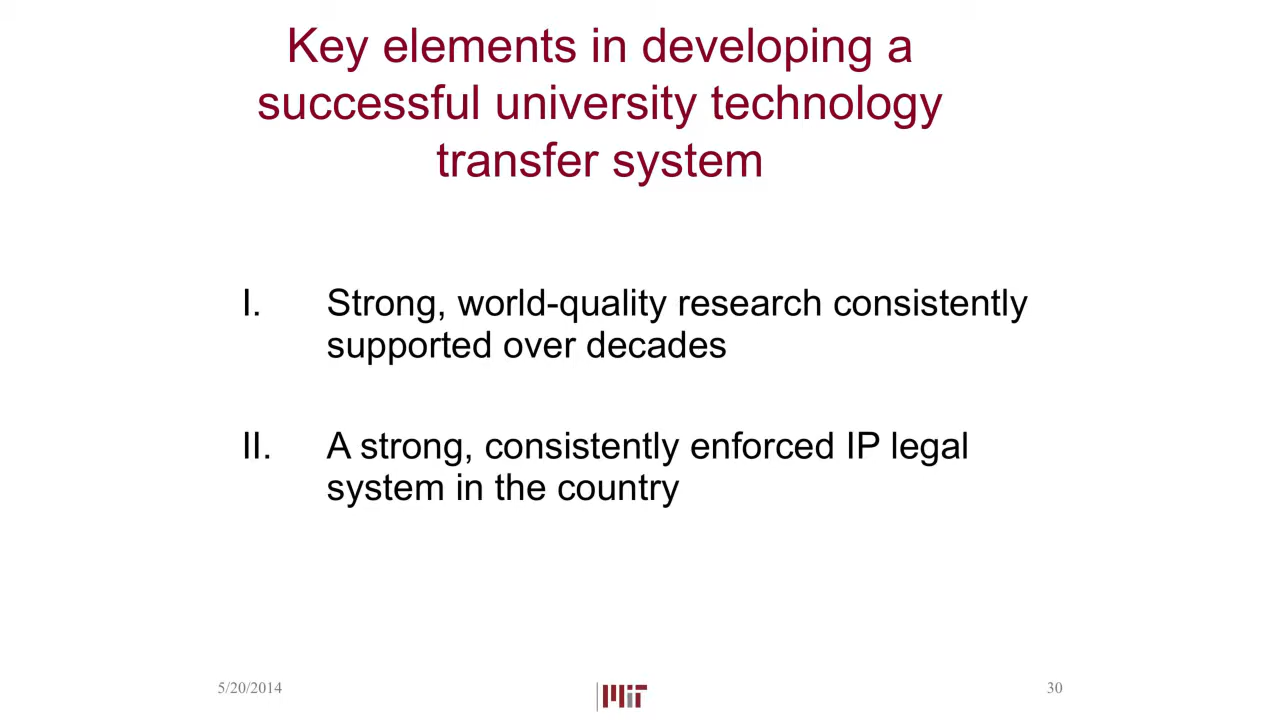 Key elements in developing a
successful university technology
transfer system
I. Strong, world-quality research consistently
supported over decades
II. A strong, consistently enforced IP legal
system in the country
5/20/2014
MIT
30